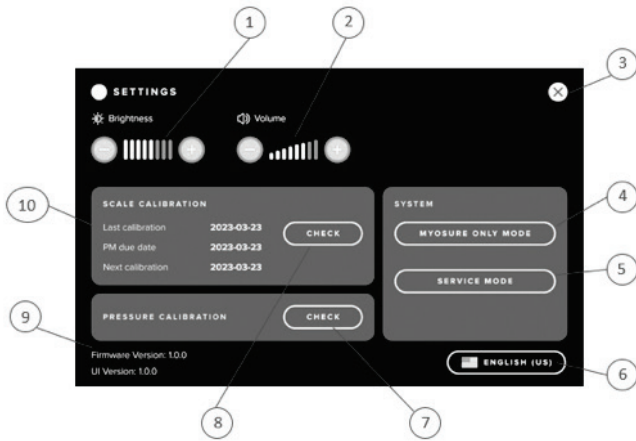 1
2
3
SETTINGS
Brightness
Volume
SCALE CALIBRATION
Last calibration 2023-03-23
PM due date 2023-03-23
Next calibration 2023-03-23
CHECK
SYSTEM
MYOSURE ONLY MODE
SERVICE MODE
10
4
5
PRESSURE CALIBRATION
CHECK
9
Firmware Version: 1.0.0
UI Version: 1.0.0
ENGLISH (US)
8
7
6